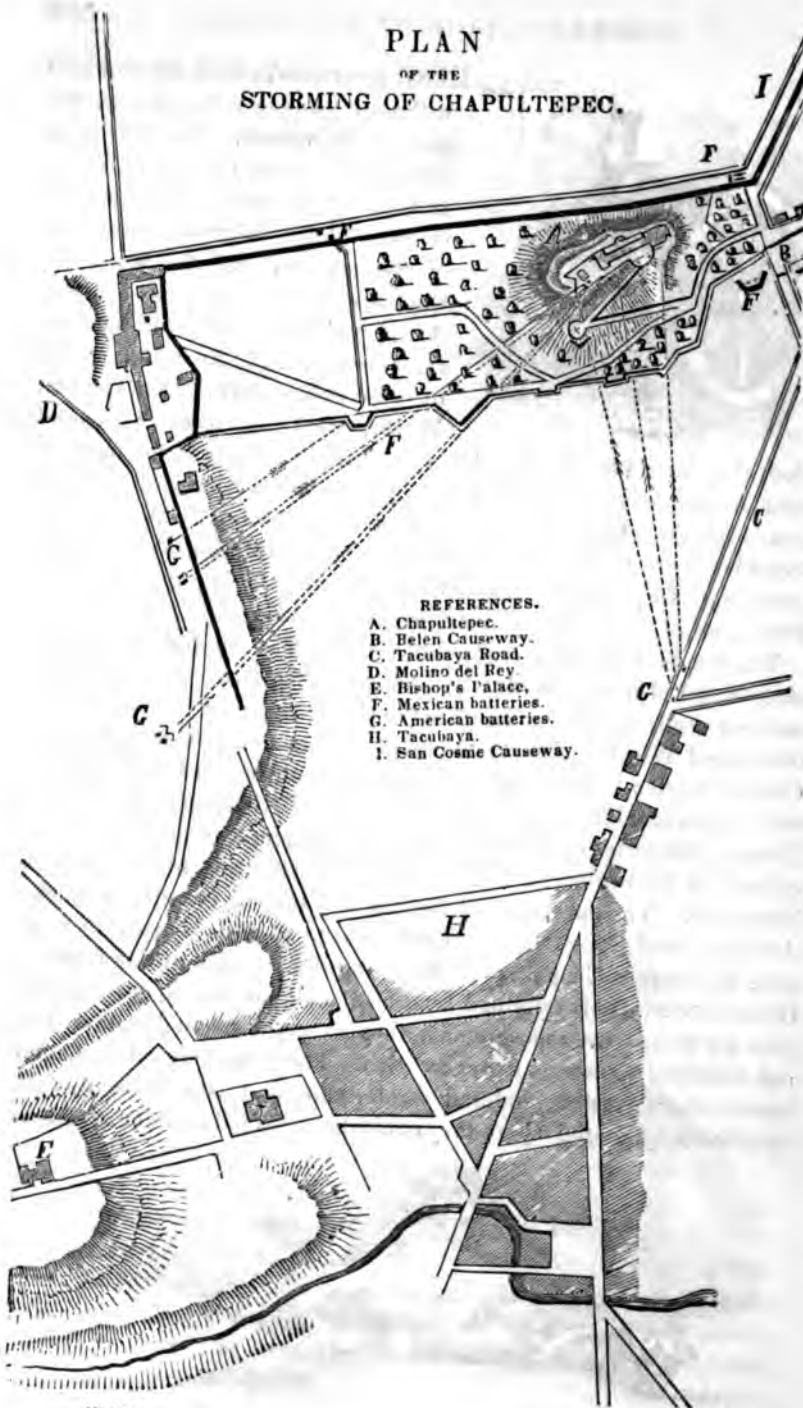 PLAN
OF THE
STORMING OF CHAPULTEPEC.
I
F
F
A
B
F
D
F
G
C
REFERENCES.
A. Chapultepec.
B. Belen Causeway.
C. Tacubaya Road.
D. Molino del Rey.
E. Bishop's Palace,
F. Mexican batteries.
G. American batteries.
H. Tacubaya.
I. San Cosme Causeway.
G
G
H
E